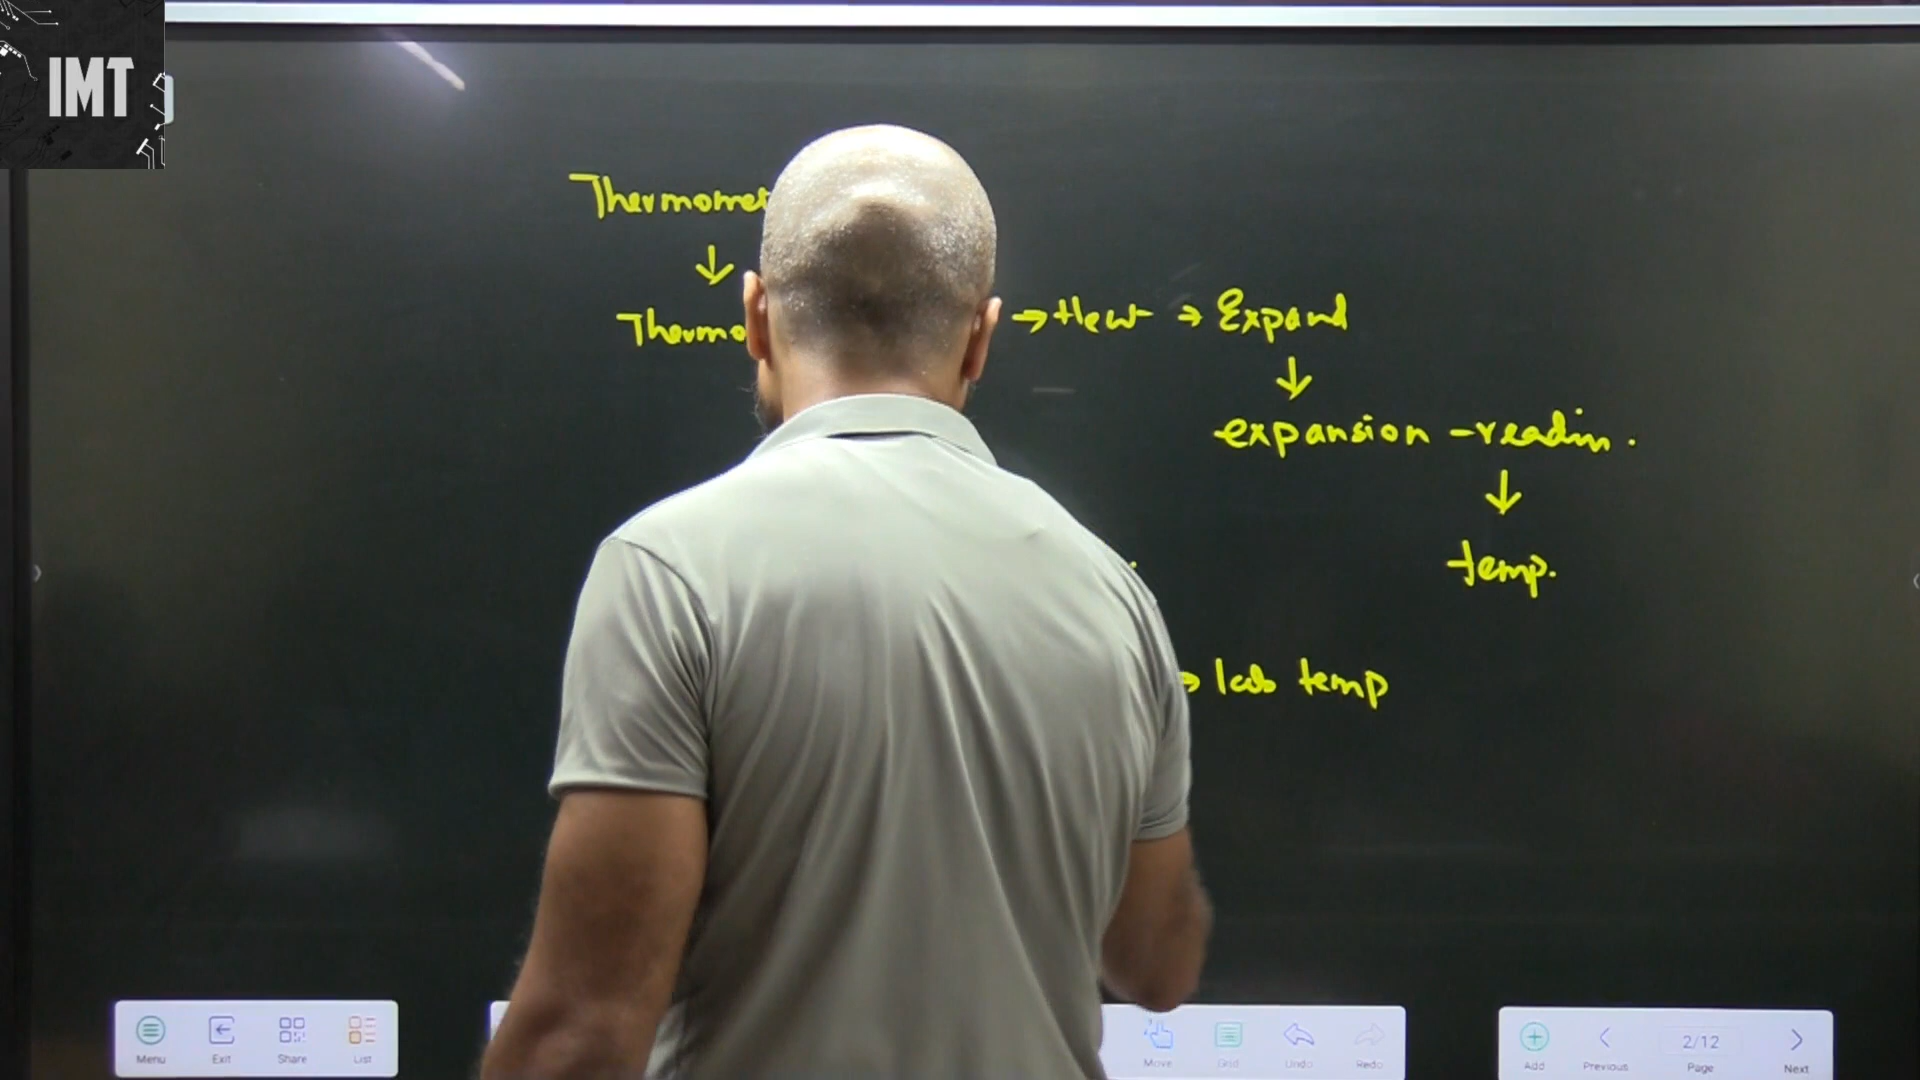 IMT
Thermomet
↓
Thermo → Heat → Expand
↓
expansion - readin.
↓
temp.
→ lab temp
Menu Exit Share List Move Grid Undo Redo Add Previous 2/12 Page Next